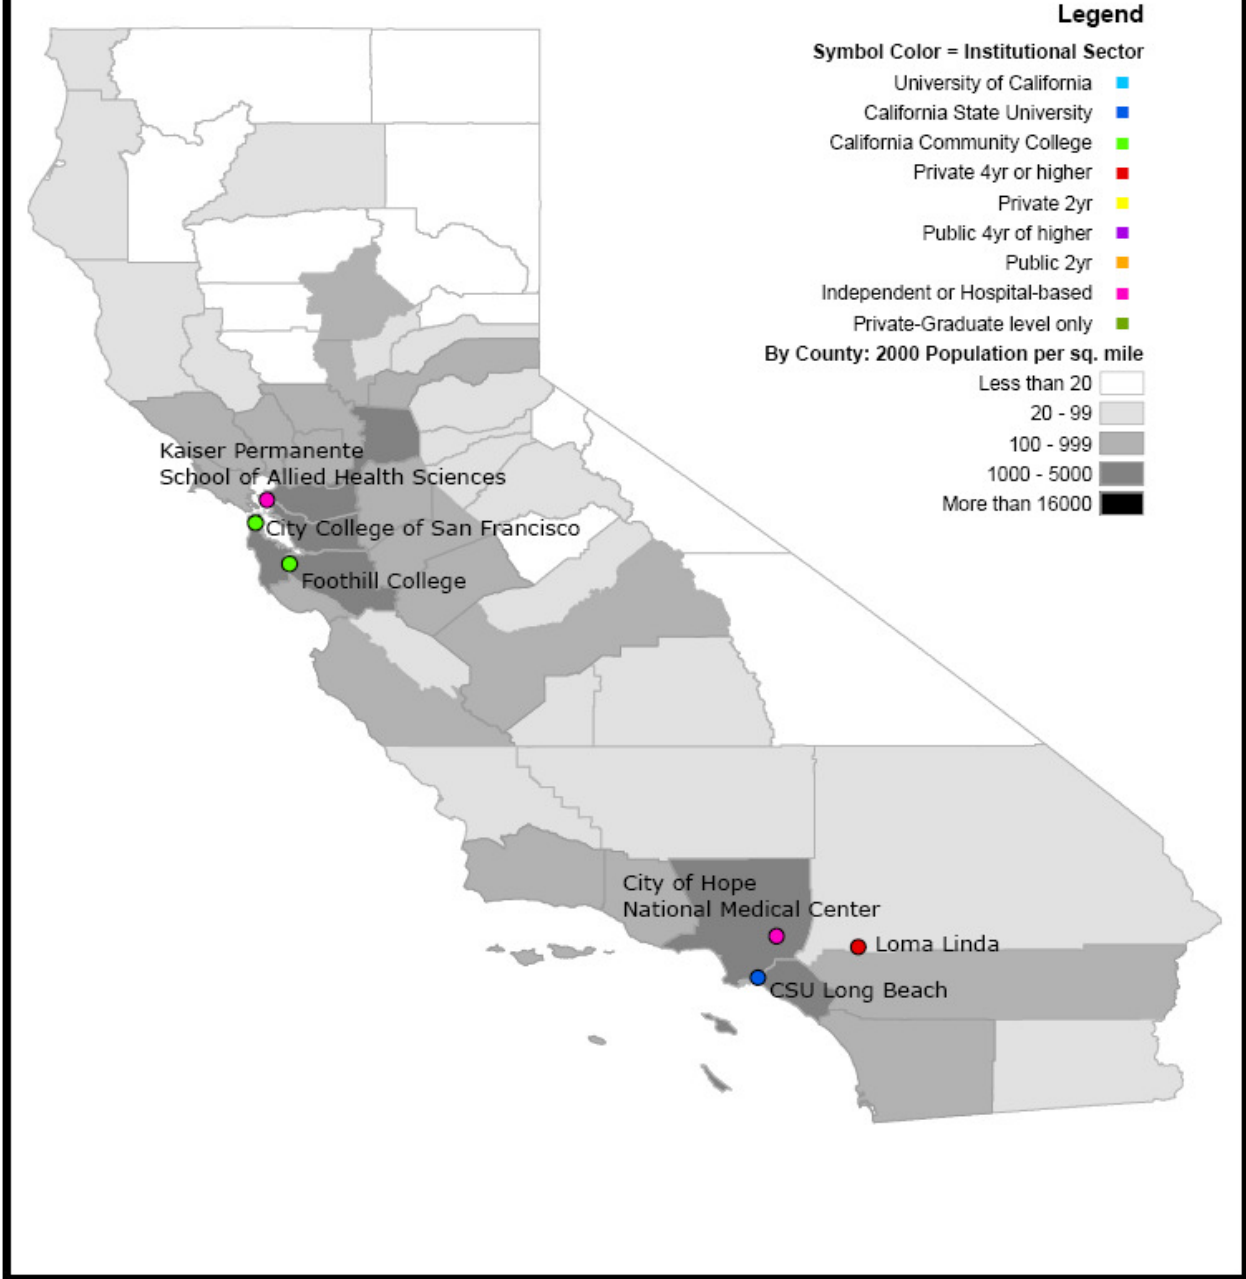 Legend
Symbol Color = Institutional Sector
University of California
California State University
California Community College
Private 4yr or higher
Private 2yr
Public 4yr of higher
Public 2yr
Independent or Hospital-based
Private-Graduate level only
By County: 2000 Population per sq. mile
Less than 20
20 - 99
100 - 999
1000 - 5000
More than 16000
Kaiser Permanente
School of Allied Health Sciences
City College of San Francisco
Foothill College
City of Hope
National Medical Center
Loma Linda
CSU Long Beach